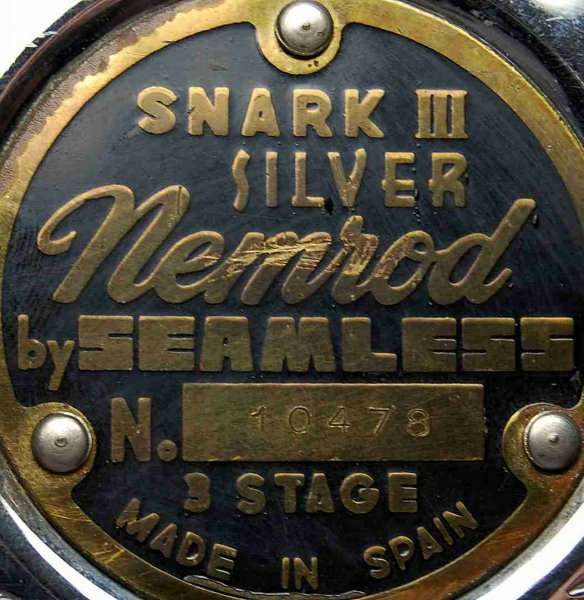 SNARK III
SILVER
Nemrod
by SEAMLESS
N. 10478
3 STAGE
MADE IN SPAIN